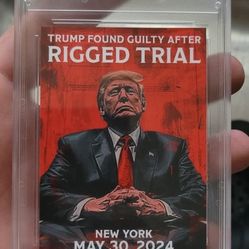 TRUMP FOUND GUILTY AFTER
RIGGED TRIAL
NEW YORK
MAY 30, 2024